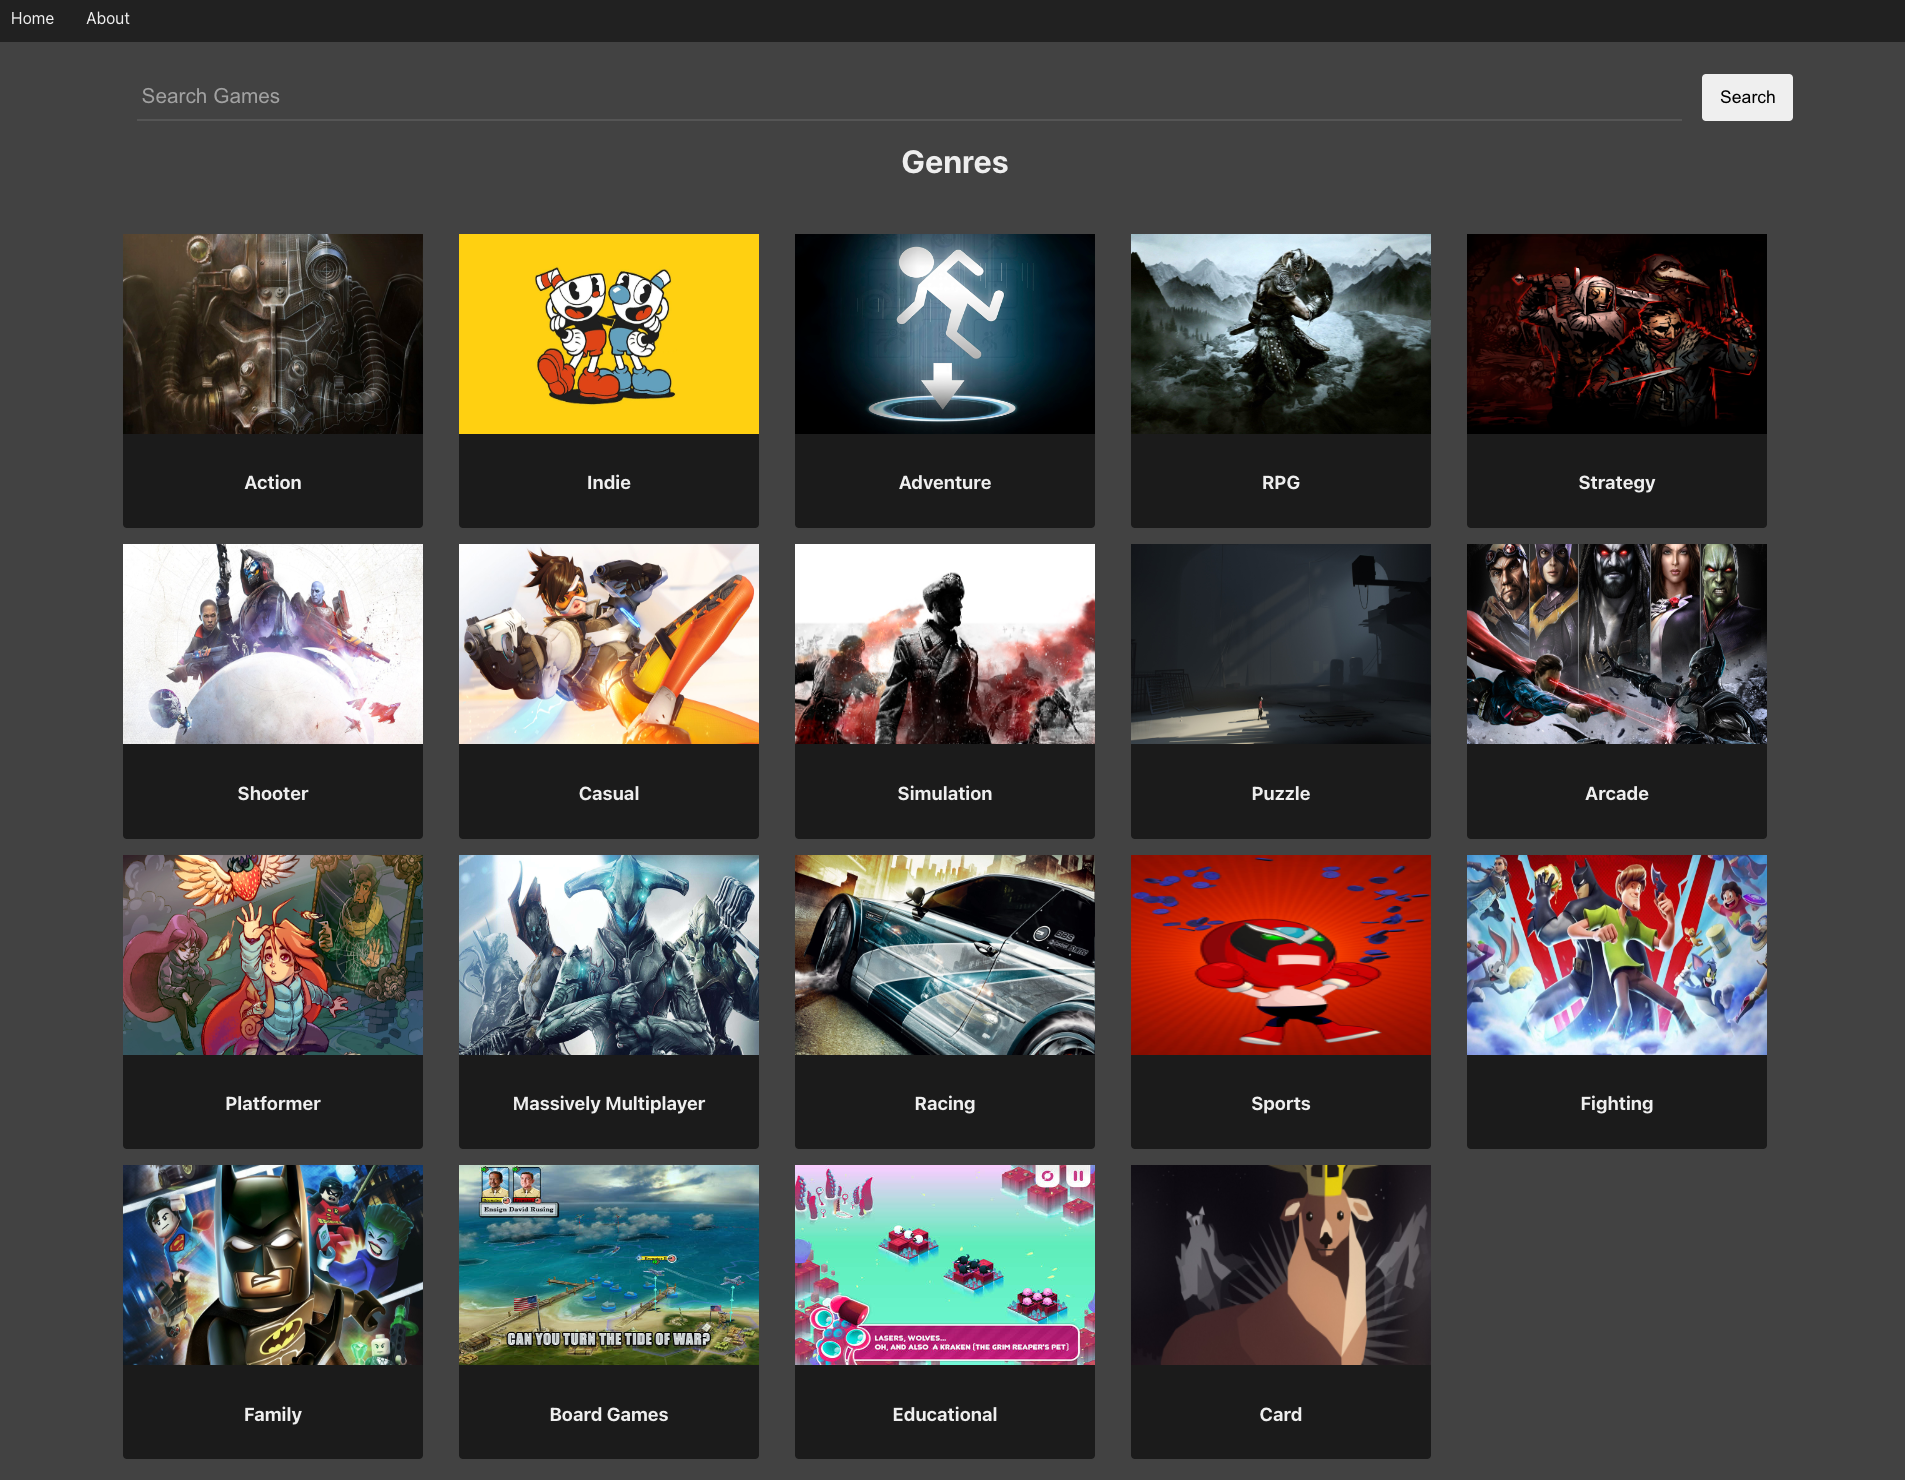 Home About
Search Games
Search
Genres
Action
Indie
Adventure
RPG
Strategy
Shooter
Casual
Simulation
Puzzle
Arcade
Platformer
Massively Multiplayer
Racing
Sports
Fighting
Ensign David Rusing
CAN YOU TURN THE TIDE OF WAR?
LASERS, WOLVES...
OH, AND ALSO A KRAKEN (THE GRIM REAPER'S PET)
Family
Board Games
Educational
Card